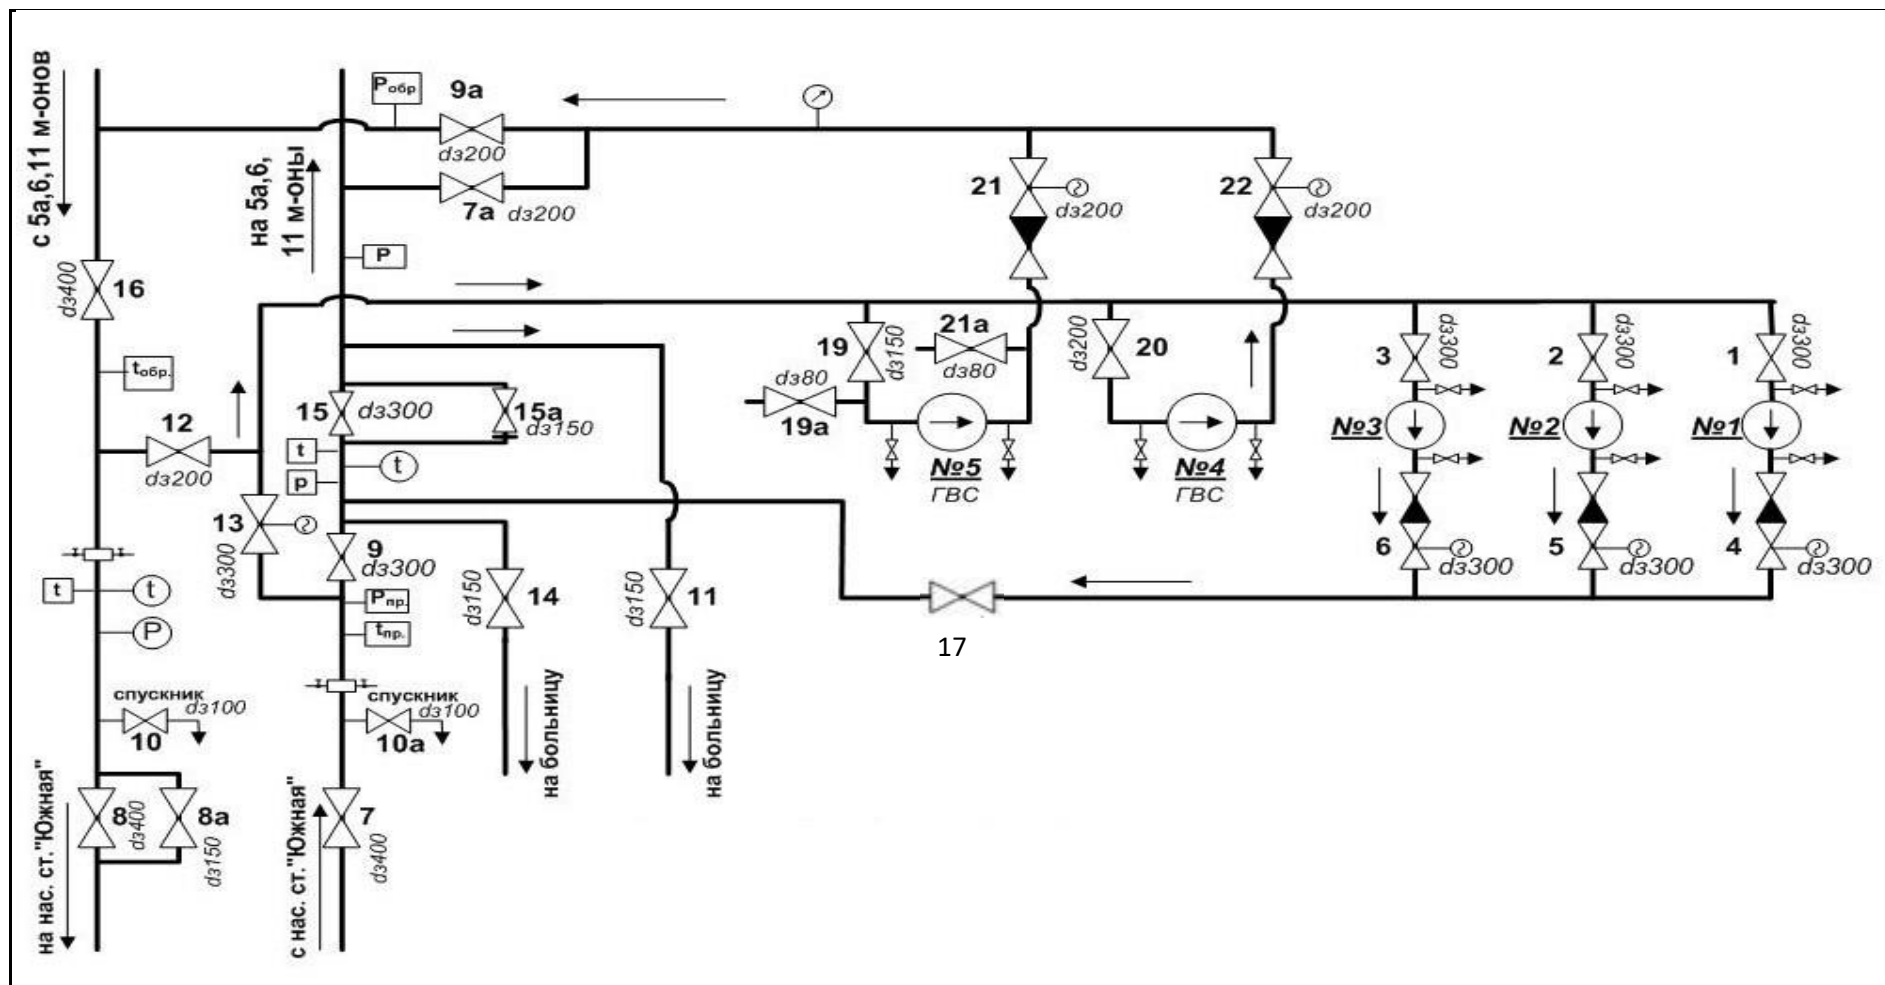 с 5а,6,11 м-онов
на 5а,6,
11 м-оны
Pобр
9а
dз200
7а
dз200
P
16
dз400
tобр.
12
dз200
13
dз300
15
dз300
15а
dз150
t
t
p
9
dз300
Pпр.
tпр.
t
t
P
спускник
dз100
10
спускник
dз100
10а
8
dз400
8а
dз150
7
dз400
на нас. ст."Южная"
с нас. ст."Южная"
14
dз150
на больницу
11
dз150
на больницу
17
21
dз200
22
dз200
19
dз150
21а
dз80
dз80
19а
№5
ГВС
dз200
20
№4
ГВС
3
dз300
2
dз300
1
dз300
№3
№2
№1
6
dз300
5
dз300
4
dз300